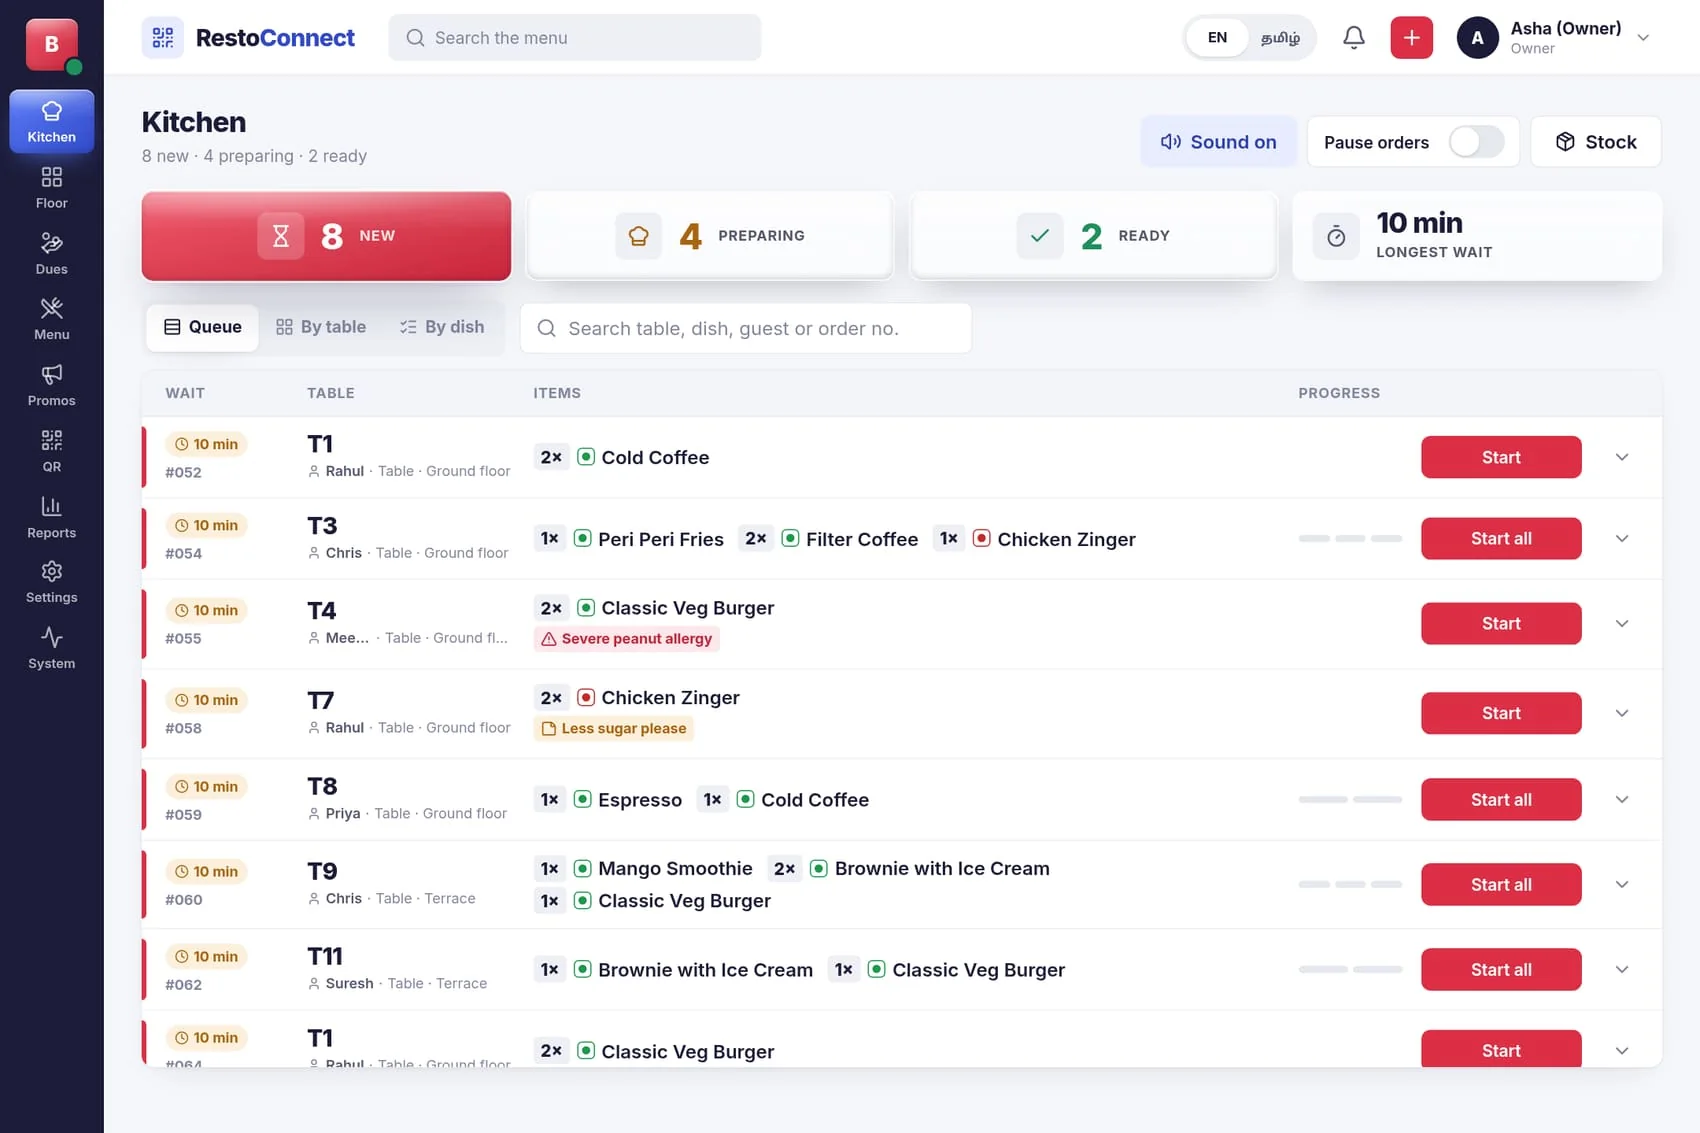 B
RestoConnect
Search the menu
EN
தமிழ்
A
Asha (Owner)
Owner
Kitchen
Floor
Dues
Menu
Promos
QR
Reports
Settings
System
Kitchen
8 new · 4 preparing · 2 ready
Sound on
Pause orders
Stock
8 NEW
4 PREPARING
2 READY
10 min
LONGEST WAIT
Queue
By table
By dish
Search table, dish, guest or order no.
WAIT TABLE ITEMS PROGRESS
10 min
#052
T1
Rahul · Table · Ground floor
2× Cold Coffee
Start
10 min
#054
T3
Chris · Table · Ground floor
1× Peri Peri Fries 2× Filter Coffee 1× Chicken Zinger
Start all
10 min
#055
T4
Mee... · Table · Ground fl...
2× Classic Veg Burger
Severe peanut allergy
Start
10 min
#058
T7
Rahul · Table · Ground floor
2× Chicken Zinger
Less sugar please
Start
10 min
#059
T8
Priya · Table · Ground floor
1× Espresso 1× Cold Coffee
Start all
10 min
#060
T9
Chris · Table · Terrace
1× Mango Smoothie 2× Brownie with Ice Cream
1× Classic Veg Burger
Start all
10 min
#062
T11
Suresh · Table · Terrace
1× Brownie with Ice Cream 1× Classic Veg Burger
Start all
10 min
#064
T1
Rahul · Table · Ground floor
2× Classic Veg Burger
Start